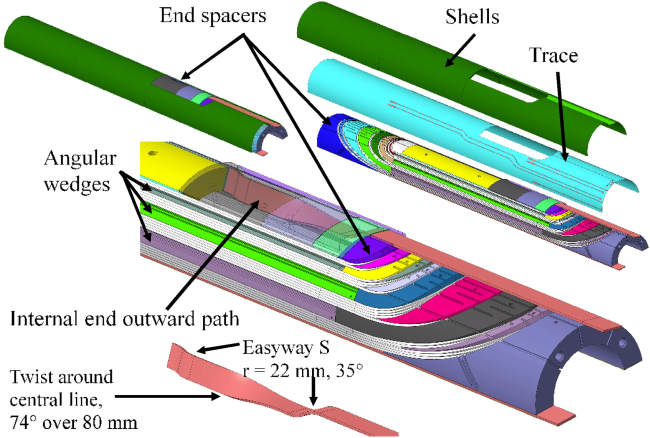 End spacers
Shells
Trace
Angular
wedges
Internal end outward path
Easyway S
r = 22 mm, 35°
Twist around
central line,
74° over 80 mm